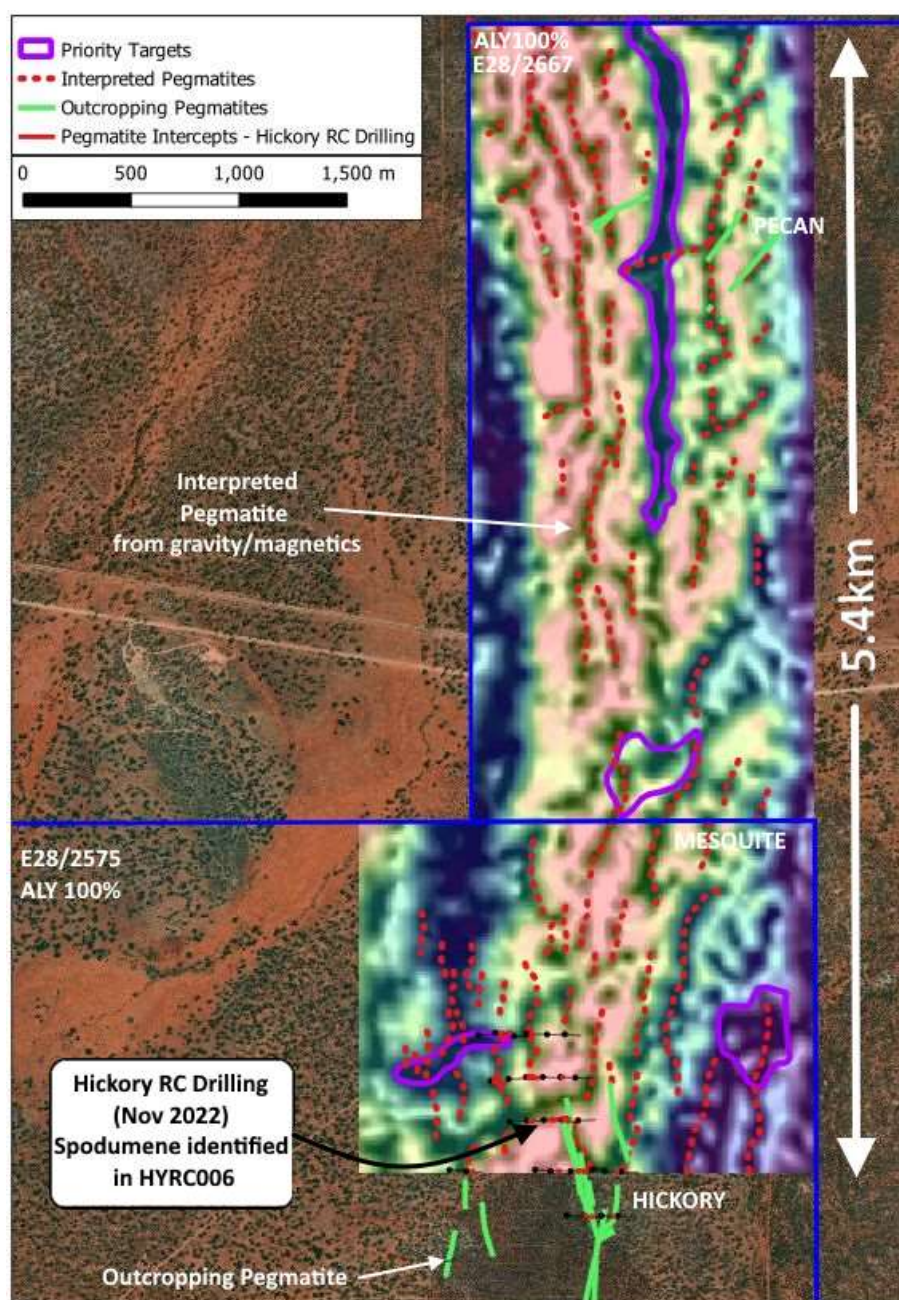 Priority Targets
Interpreted Pegmatites
Outcropping Pegmatites
Pegmatite Intercepts - Hickory RC Drilling
0 500 1,000 1,500 m
ALY100%
E28/2667
PECAN
Interpreted
Pegmatite
from gravity/magnetics
5.4km
E28/2575
ALY 100%
MESQUITE
Hickory RC Drilling
(Nov 2022)
Spodumene identified
in HYRC006
HICKORY
Outcropping Pegmatite